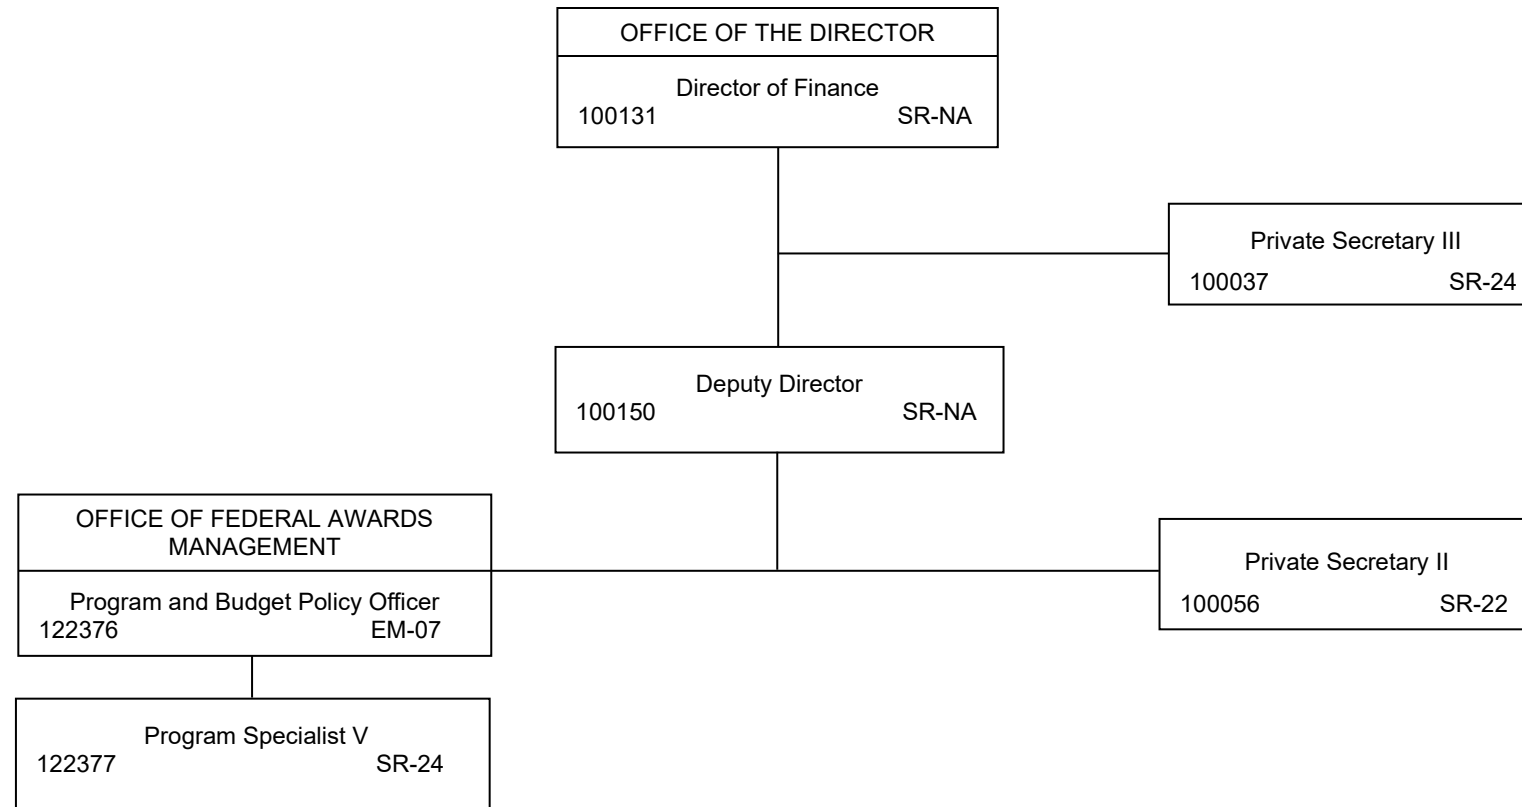 OFFICE OF THE DIRECTOR
Director of Finance
100131 SR-NA
Private Secretary III
100037 SR-24
Deputy Director
100150 SR-NA
OFFICE OF FEDERAL AWARDS
MANAGEMENT
Program and Budget Policy Officer
122376 EM-07
Private Secretary II
100056 SR-22
Program Specialist V
122377 SR-24